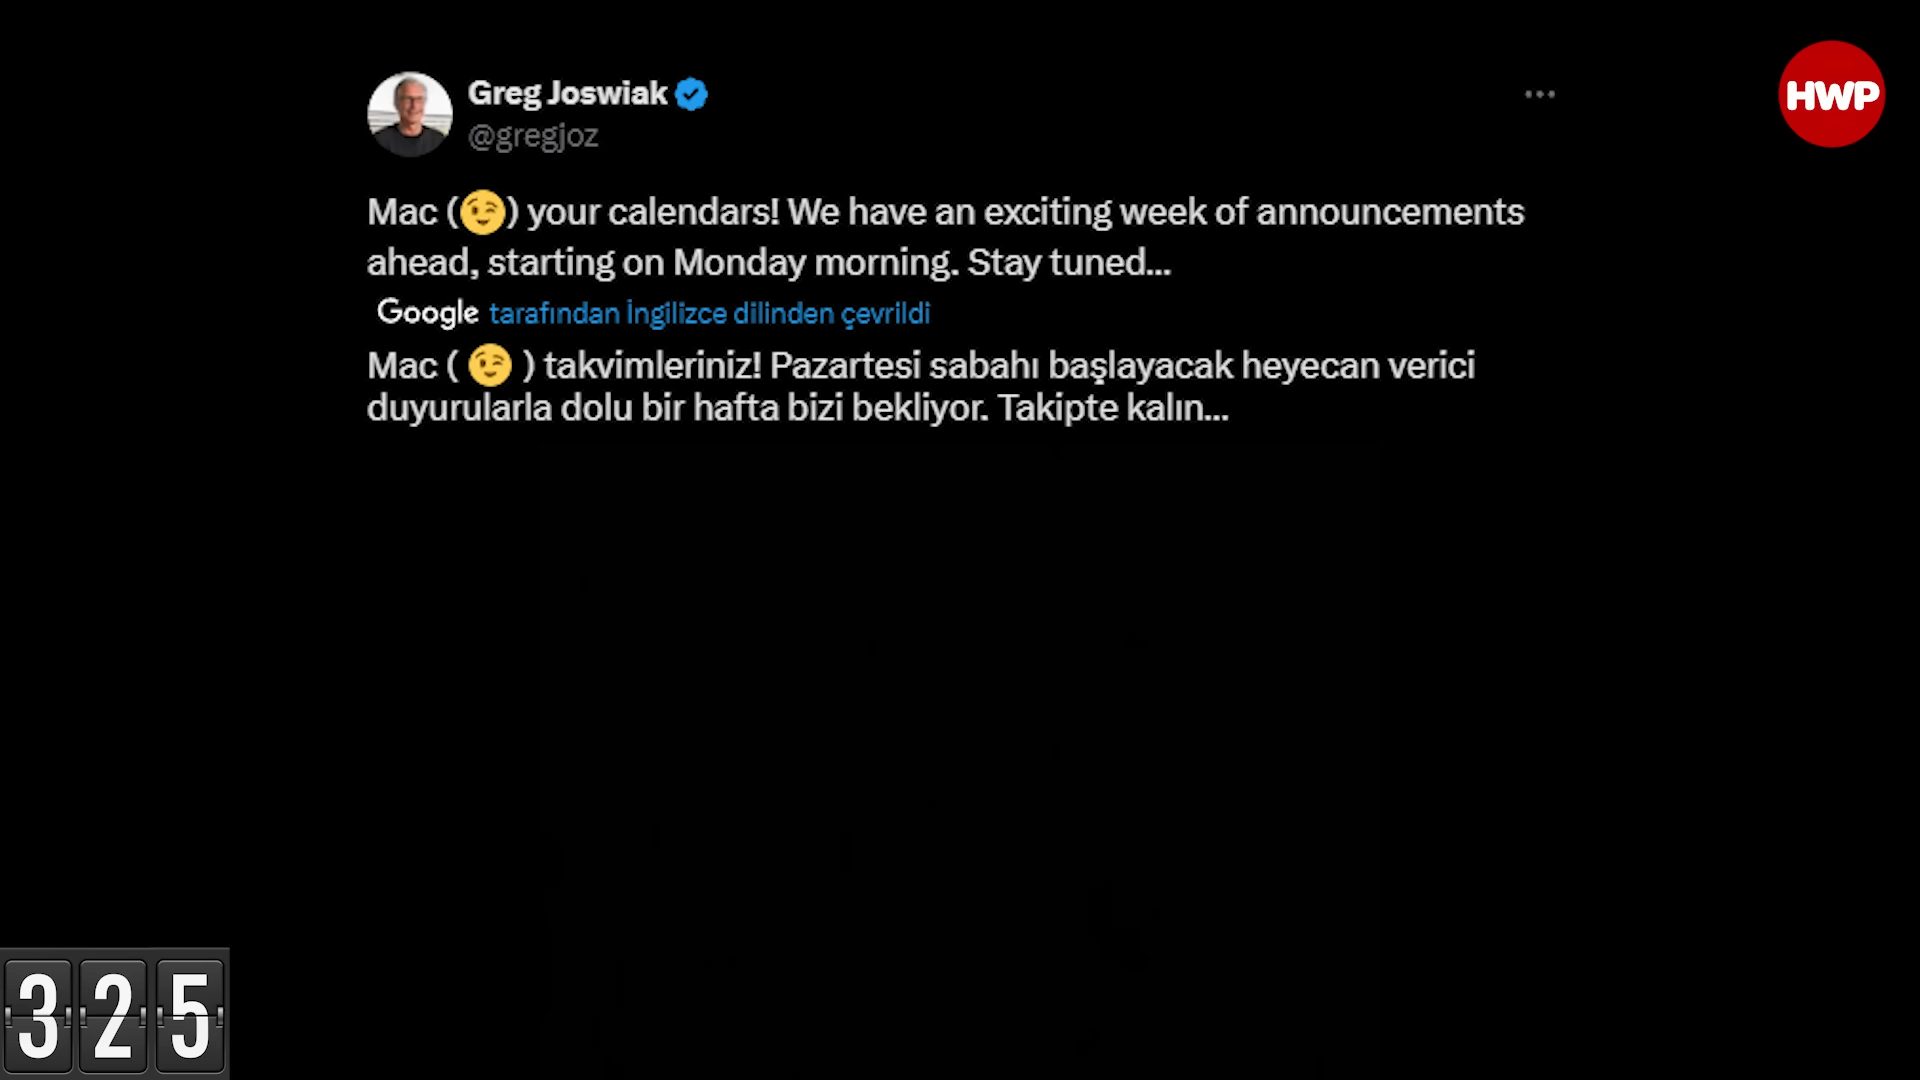 Greg Joswiak
@gregjoz
HWP
Mac (😉) your calendars! We have an exciting week of announcements
ahead, starting on Monday morning. Stay tuned...
Google tarafından İngilizce dilinden çevrildi
Mac ( 😉 ) takvimleriniz! Pazartesi sabahı başlayacak heyecan verici
duyurularla dolu bir hafta bizi bekliyor. Takipte kalın...
325